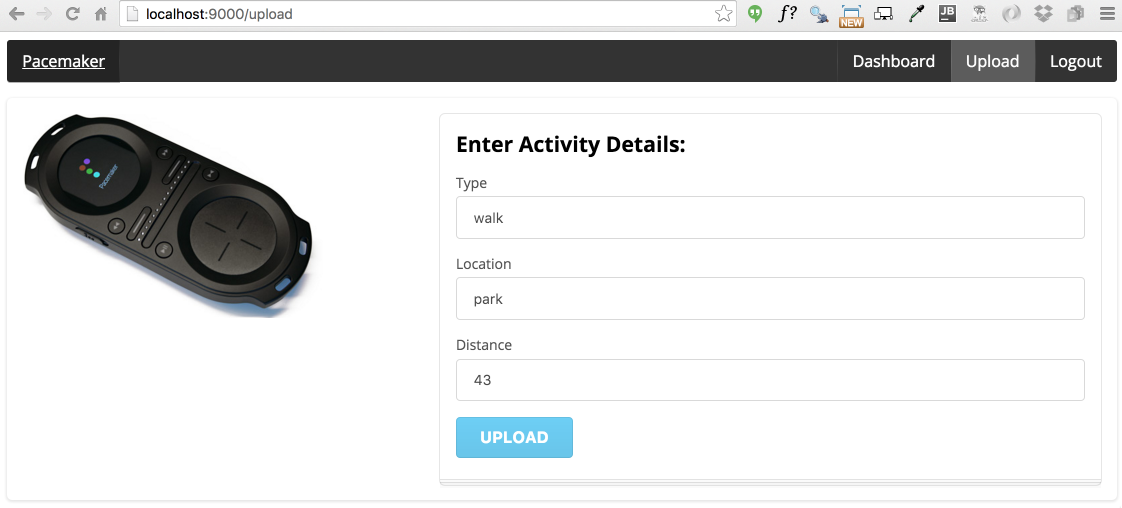 localhost:9000/upload
f?
NEW
JB
Pacemaker
Dashboard
Upload
Logout
Pacemaker
Enter Activity Details:
Type
walk
Location
park
Distance
43
UPLOAD